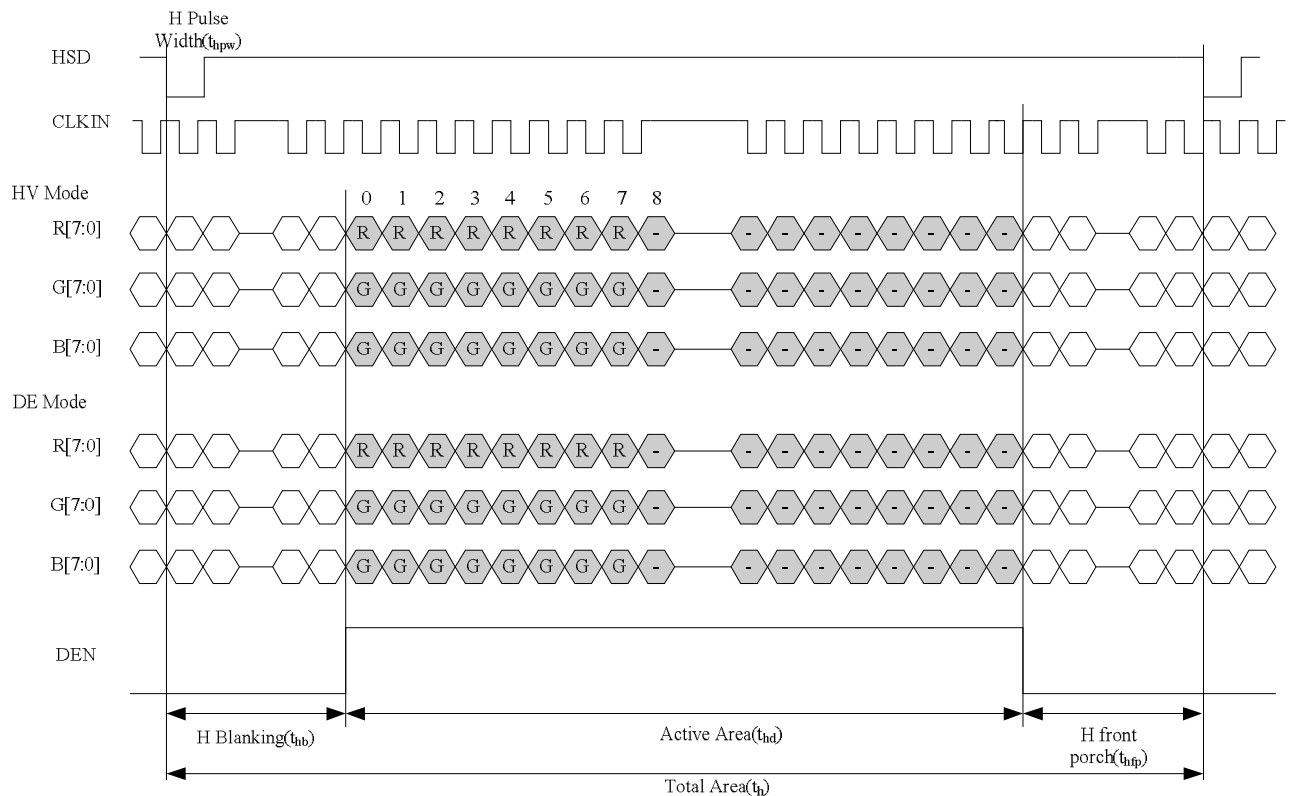 H Pulse
Width(thpw)
HSD
CLKIN
HV Mode
0 1 2 3 4 5 6 7 8
R[7:0] R R R R R R R R - - - - - - - - -
G[7:0] G G G G G G G G - - - - - - - - -
B[7:0] G G G G G G G G - - - - - - - - -
DE Mode
R[7:0] R R R R R R R R - - - - - - - - -
G[7:0] G G G G G G G G - - - - - - - - -
B[7:0] G G G G G G G G - - - - - - - - -
DEN
H Blanking(thb)
Active Area(thd)
H front
porch(thfp)
Total Area(th)